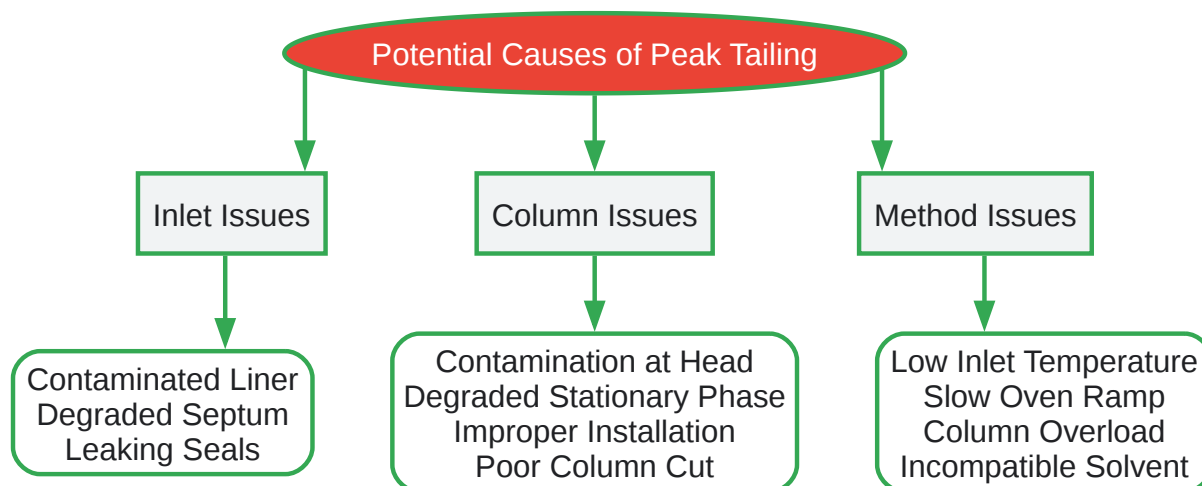 Potential Causes of Peak Tailing
Inlet Issues
Column Issues
Method Issues
Contaminated Liner
Degraded Septum
Leaking Seals
Contamination at Head
Degraded Stationary Phase
Improper Installation
Poor Column Cut
Low Inlet Temperature
Slow Oven Ramp
Column Overload
Incompatible Solvent